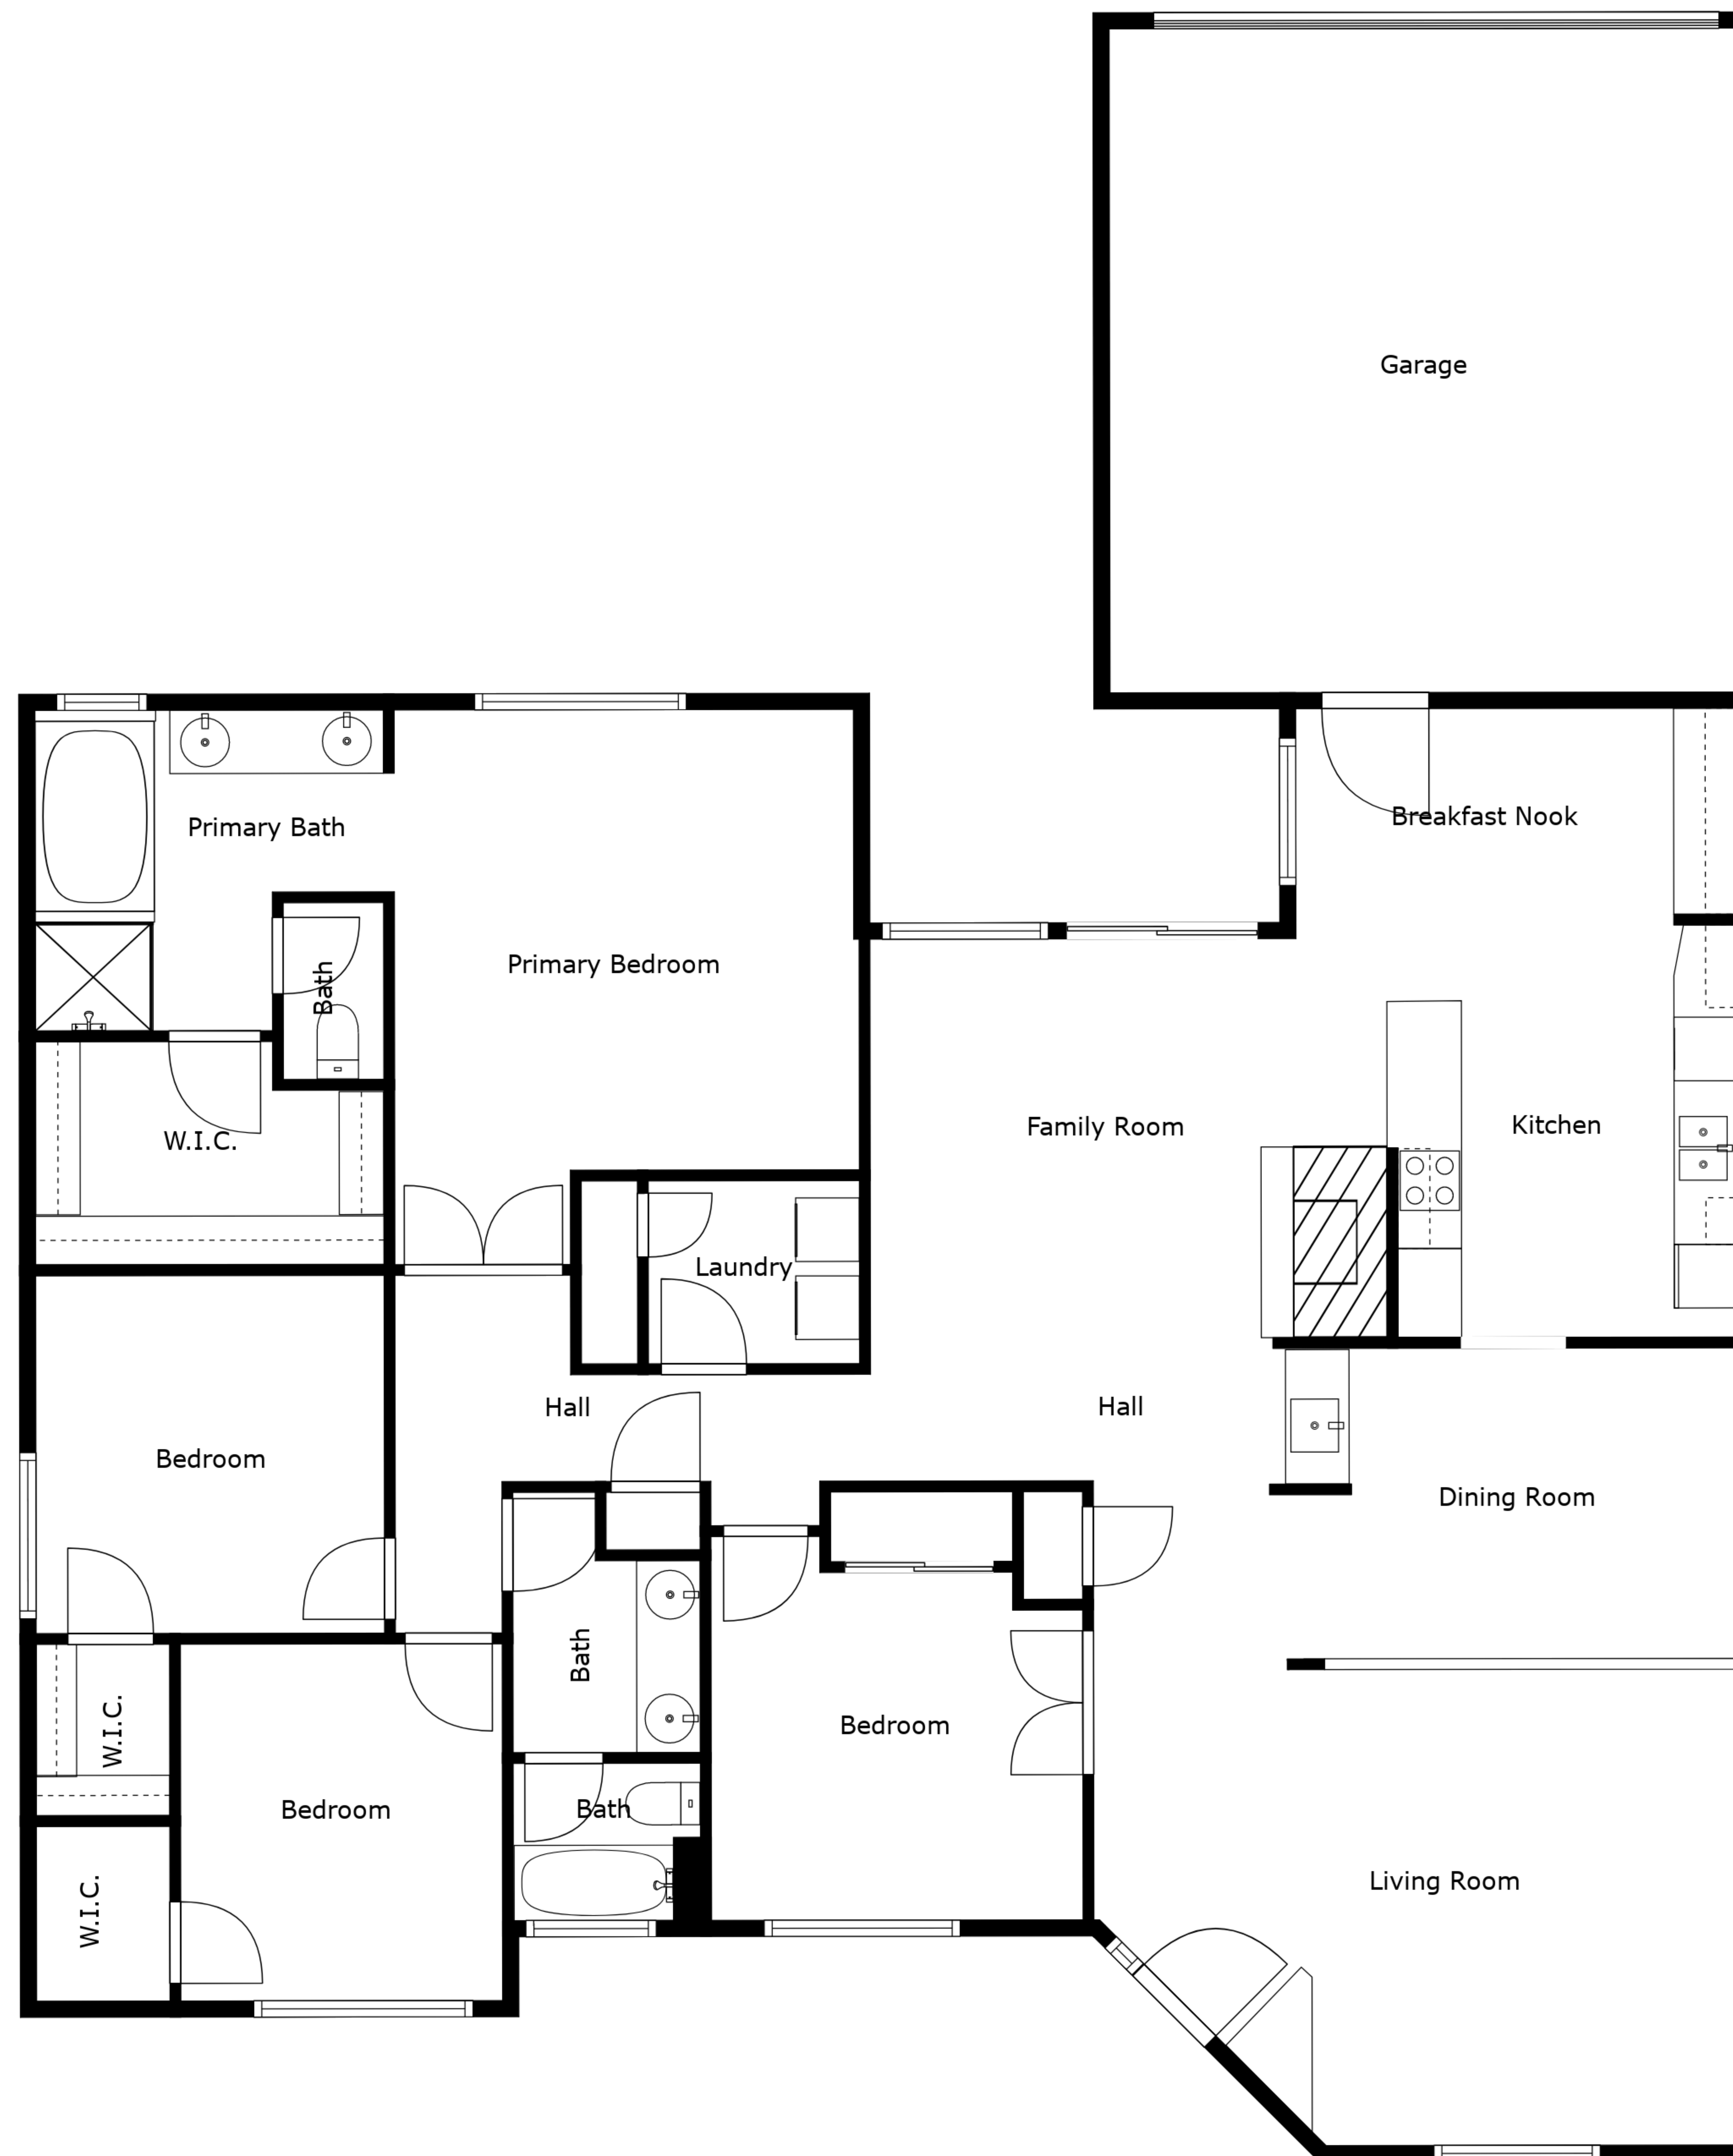 Garage
Breakfast Nook
Primary Bath
Primary Bedroom
Bath
Family Room
Kitchen
W.I.C.
Laundry
Hall
Hall
Bedroom
Dining Room
Bath
W.I.C.
Bedroom
Bedroom
Bath
Living Room
W.I.C.